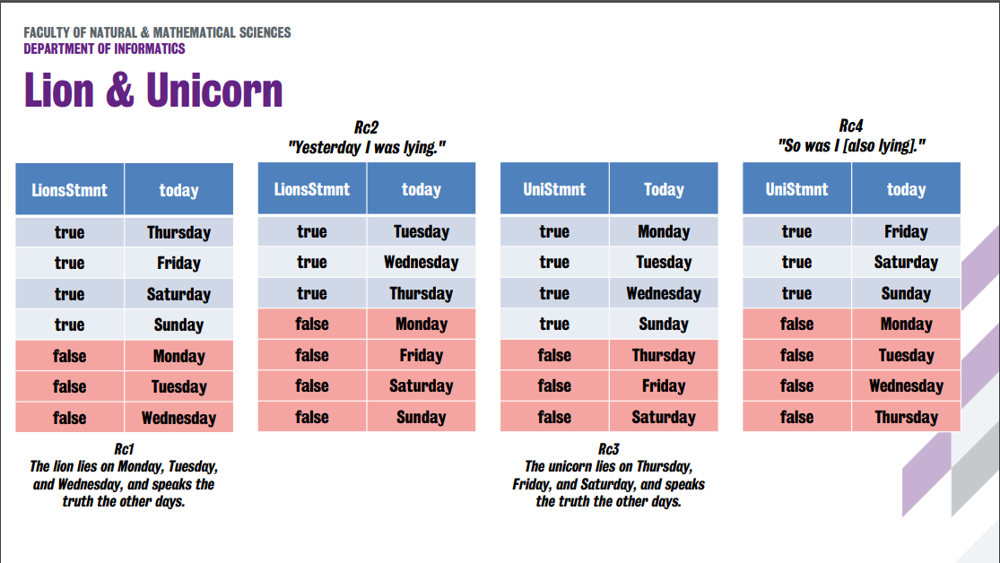 FACULTY OF NATURAL & MATHEMATICAL SCIENCES
DEPARTMENT OF INFORMATICS
Lion & Unicorn
Rc2
"Yesterday I was lying."
Rc4
"So was I [also lying]."
LionsStmnt today
true Thursday
true Friday
true Saturday
true Sunday
false Monday
false Tuesday
false Wednesday
LionsStmnt today
true Tuesday
true Wednesday
true Thursday
false Monday
false Friday
false Saturday
false Sunday
UniStmnt Today
true Monday
true Tuesday
true Wednesday
true Sunday
false Thursday
false Friday
false Saturday
UniStmnt today
true Friday
true Saturday
true Sunday
false Monday
false Tuesday
false Wednesday
false Thursday
Rc1
The lion lies on Monday, Tuesday,
and Wednesday, and speaks the
truth the other days.
Rc3
The unicorn lies on Thursday,
Friday, and Saturday, and speaks
the truth the other days.